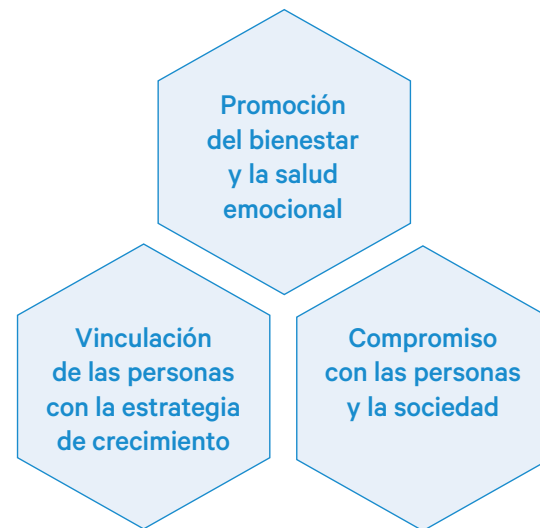 Promoción
del bienestar
y la salud
emocional
Vinculación
de las personas
con la estrategia
de crecimiento
Compromiso
con las personas
y la sociedad